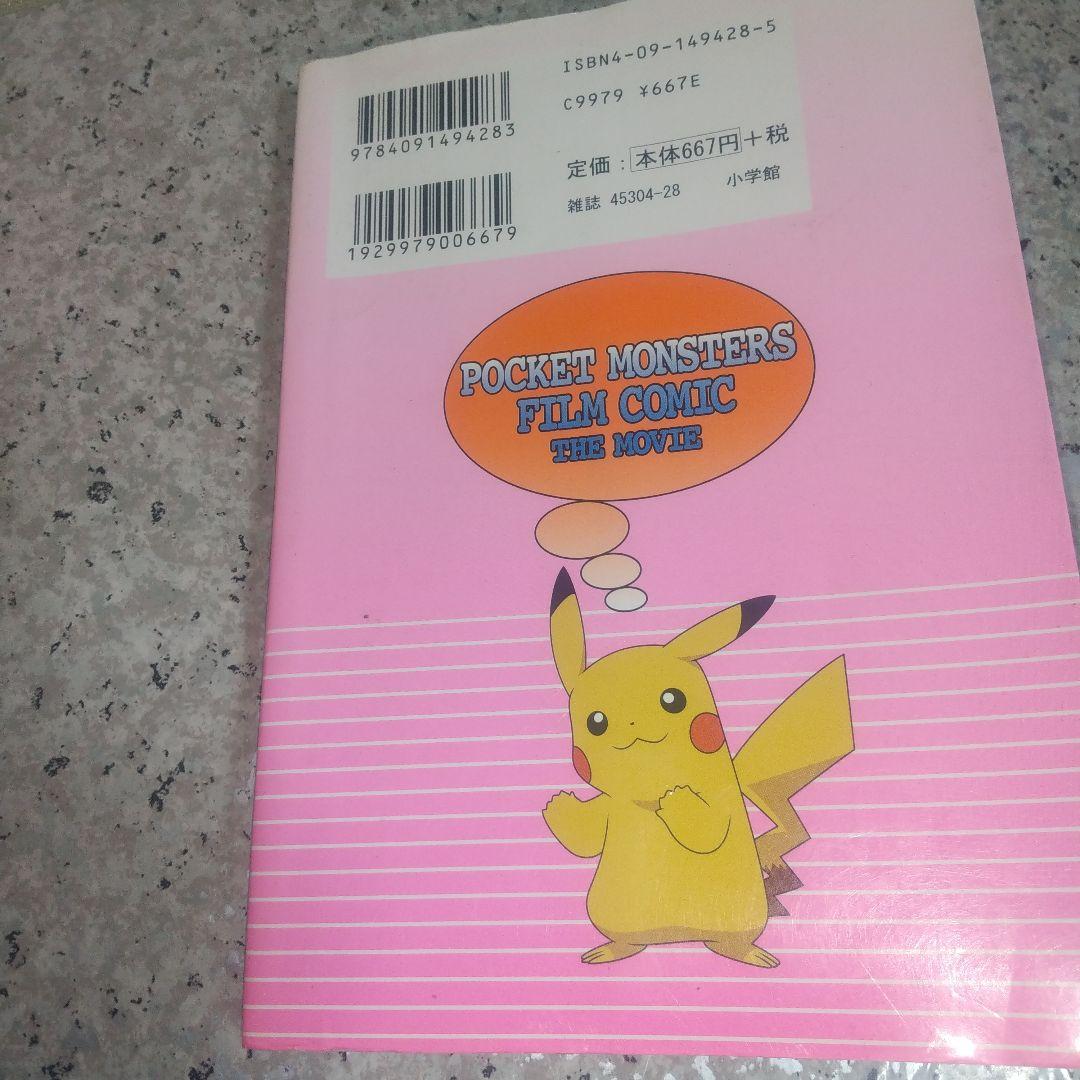 ISBN4-09-149428-5
C9979 ¥667E
9784091494283
定価：本体667円+税
雑誌 45304-28 小学館
1929979006679
POCKET MONSTERS
FILM COMIC
THE MOVIE